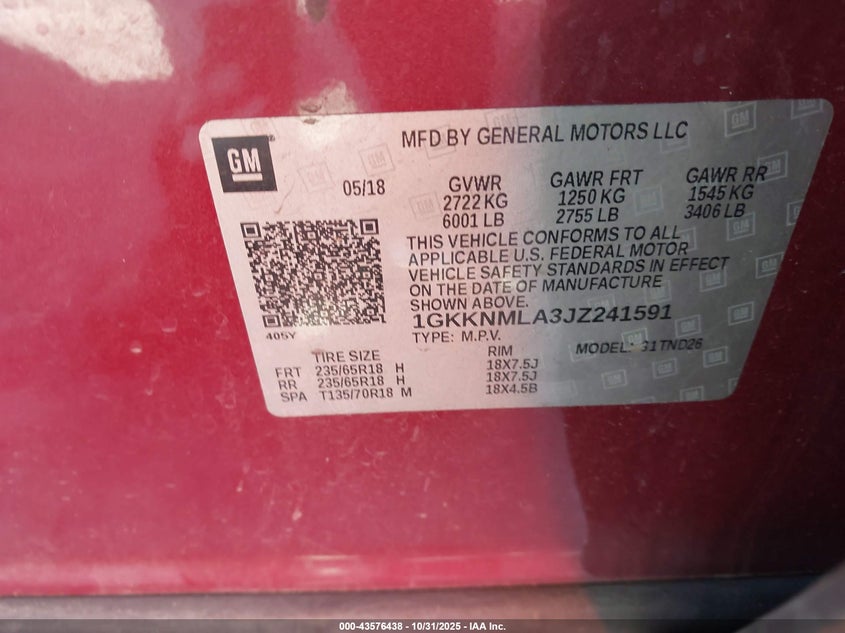 GM
MFD BY GENERAL MOTORS LLC
05/18
GVWR
2722 KG
6001 LB
GAWR FRT
1250 KG
2755 LB
GAWR RR
1545 KG
3406 LB
THIS VEHICLE CONFORMS TO ALL
APPLICABLE U.S. FEDERAL MOTOR
VEHICLE SAFETY STANDARDS IN EFFECT
ON THE DATE OF MANUFACTURE
SHOWN ABOVE.
405Y
1GKKNMLA3JZ241591
TYPE: M.P.V.
MODEL: 31TND26
TIRE SIZE RIM
FRT 235/65R18 H 18X7.5J
RR 235/65R18 H 18X7.5J
SPA T135/70R18 M 18X4.5B
000-43576438 - 10/31/2025 - IAA Inc.